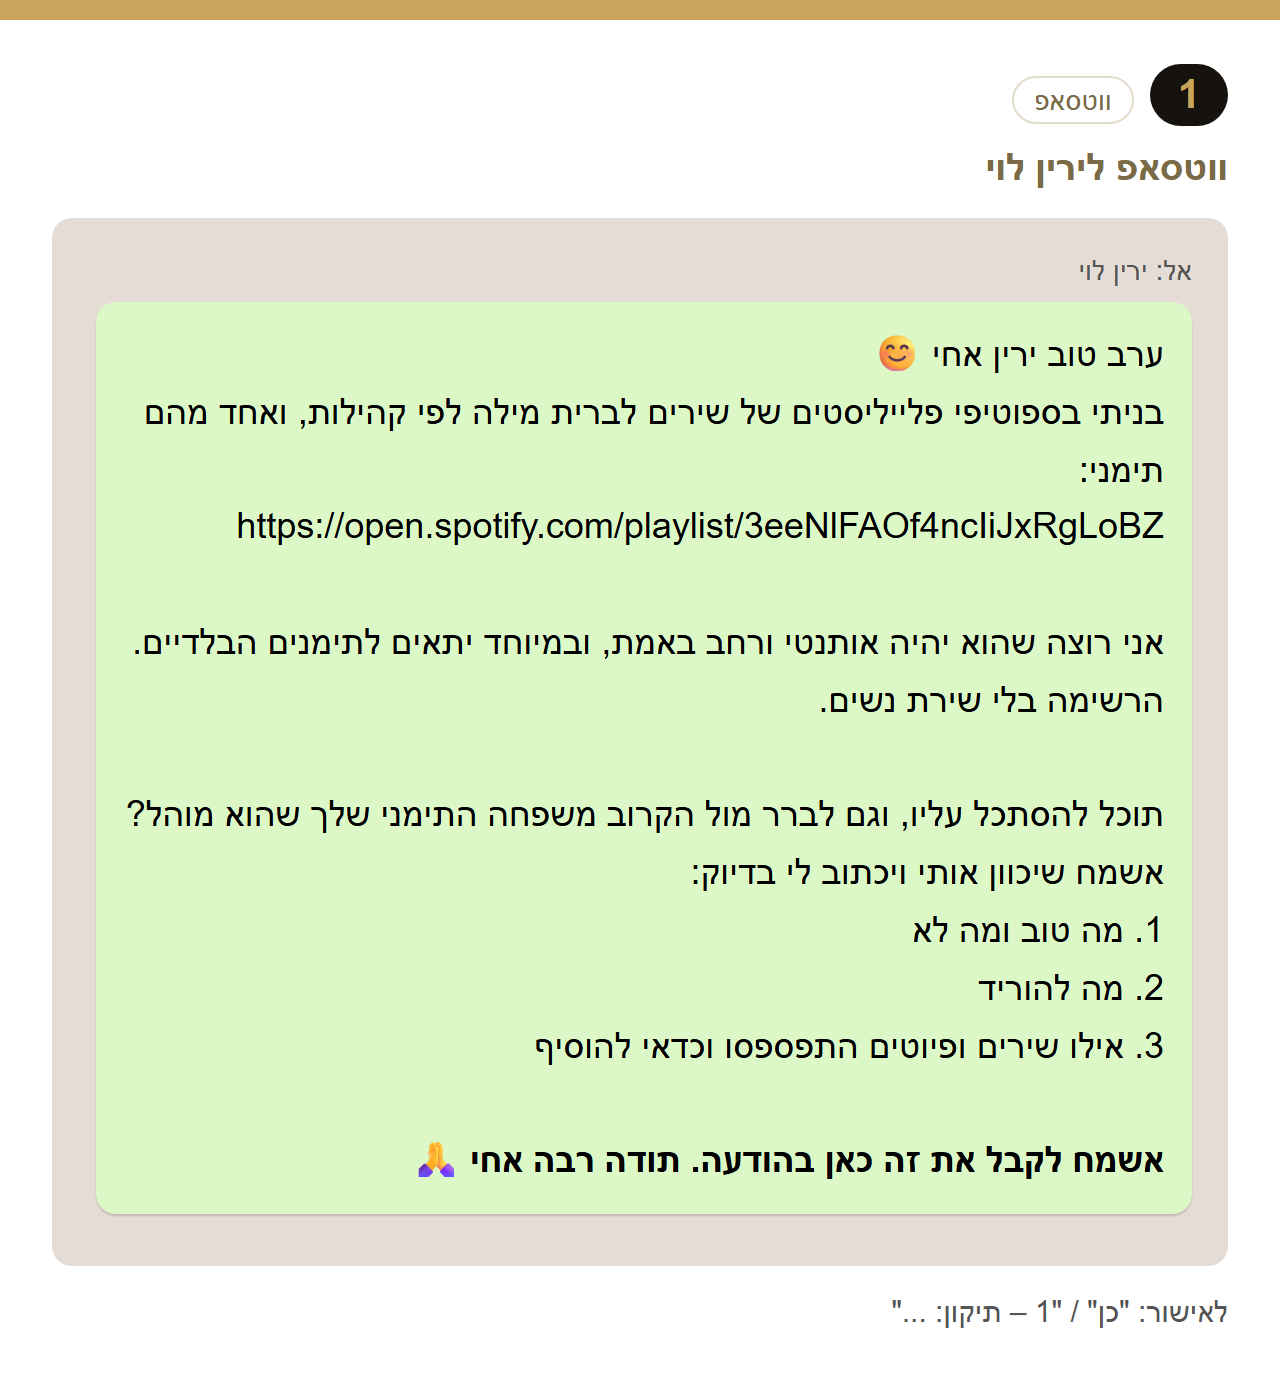 1
ווטסאפ
ווטסאפ לירין לוי
אל: ירין לוי
ערב טוב ירין אחי 😊
בניתי בספוטיפי פלייליסטים של שירים לברית מילה לפי קהילות, ואחד מהם
תימני:
https://open.spotify.com/playlist/3eeNlFAOf4ncIiJxRgLoBZ
אני רוצה שהוא יהיה אותנטי ורחב באמת, ובמיוחד יתאים לתימנים הבלדיים.
הרשימה בלי שירת נשים.
תוכל להסתכל עליו, וגם לברר מול הקרוב משפחה התימני שלך שהוא מוהל?
אשמח שיכוון אותי ויכתוב לי בדיוק:
1. מה טוב ומה לא
2. מה להוריד
3. אילו שירים ופיוטים התפספסו וכדאי להוסיף
אשמח לקבל את זה כאן בהודעה. תודה רבה אחי 🙏
לאישור: "כן" / "1 – תיקון: ..."